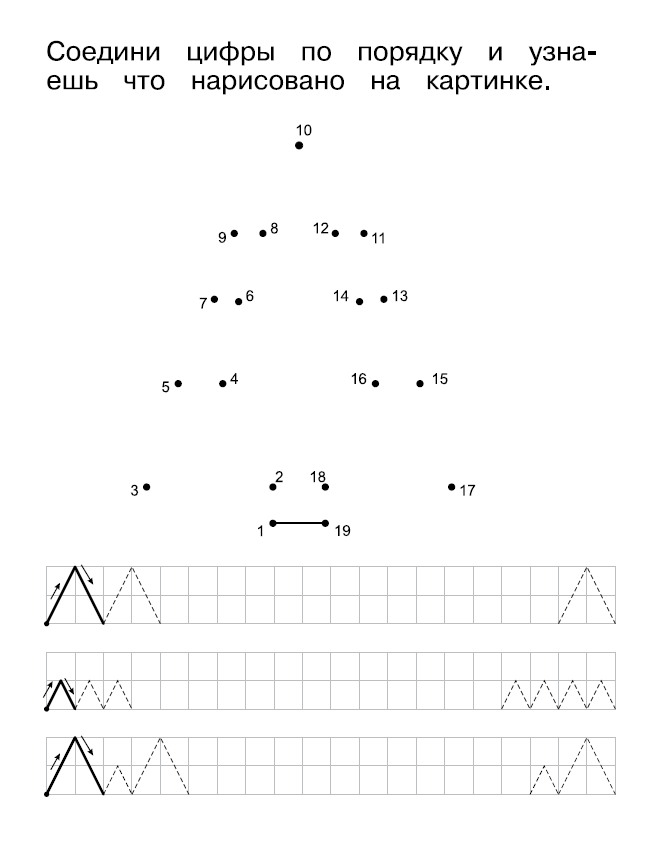 Соедини цифры по порядку и узна-
ешь что нарисовано на картинке.
10
9 8 12 11
7 6 14 13
5 4 16 15
3 2 18 17
1 19